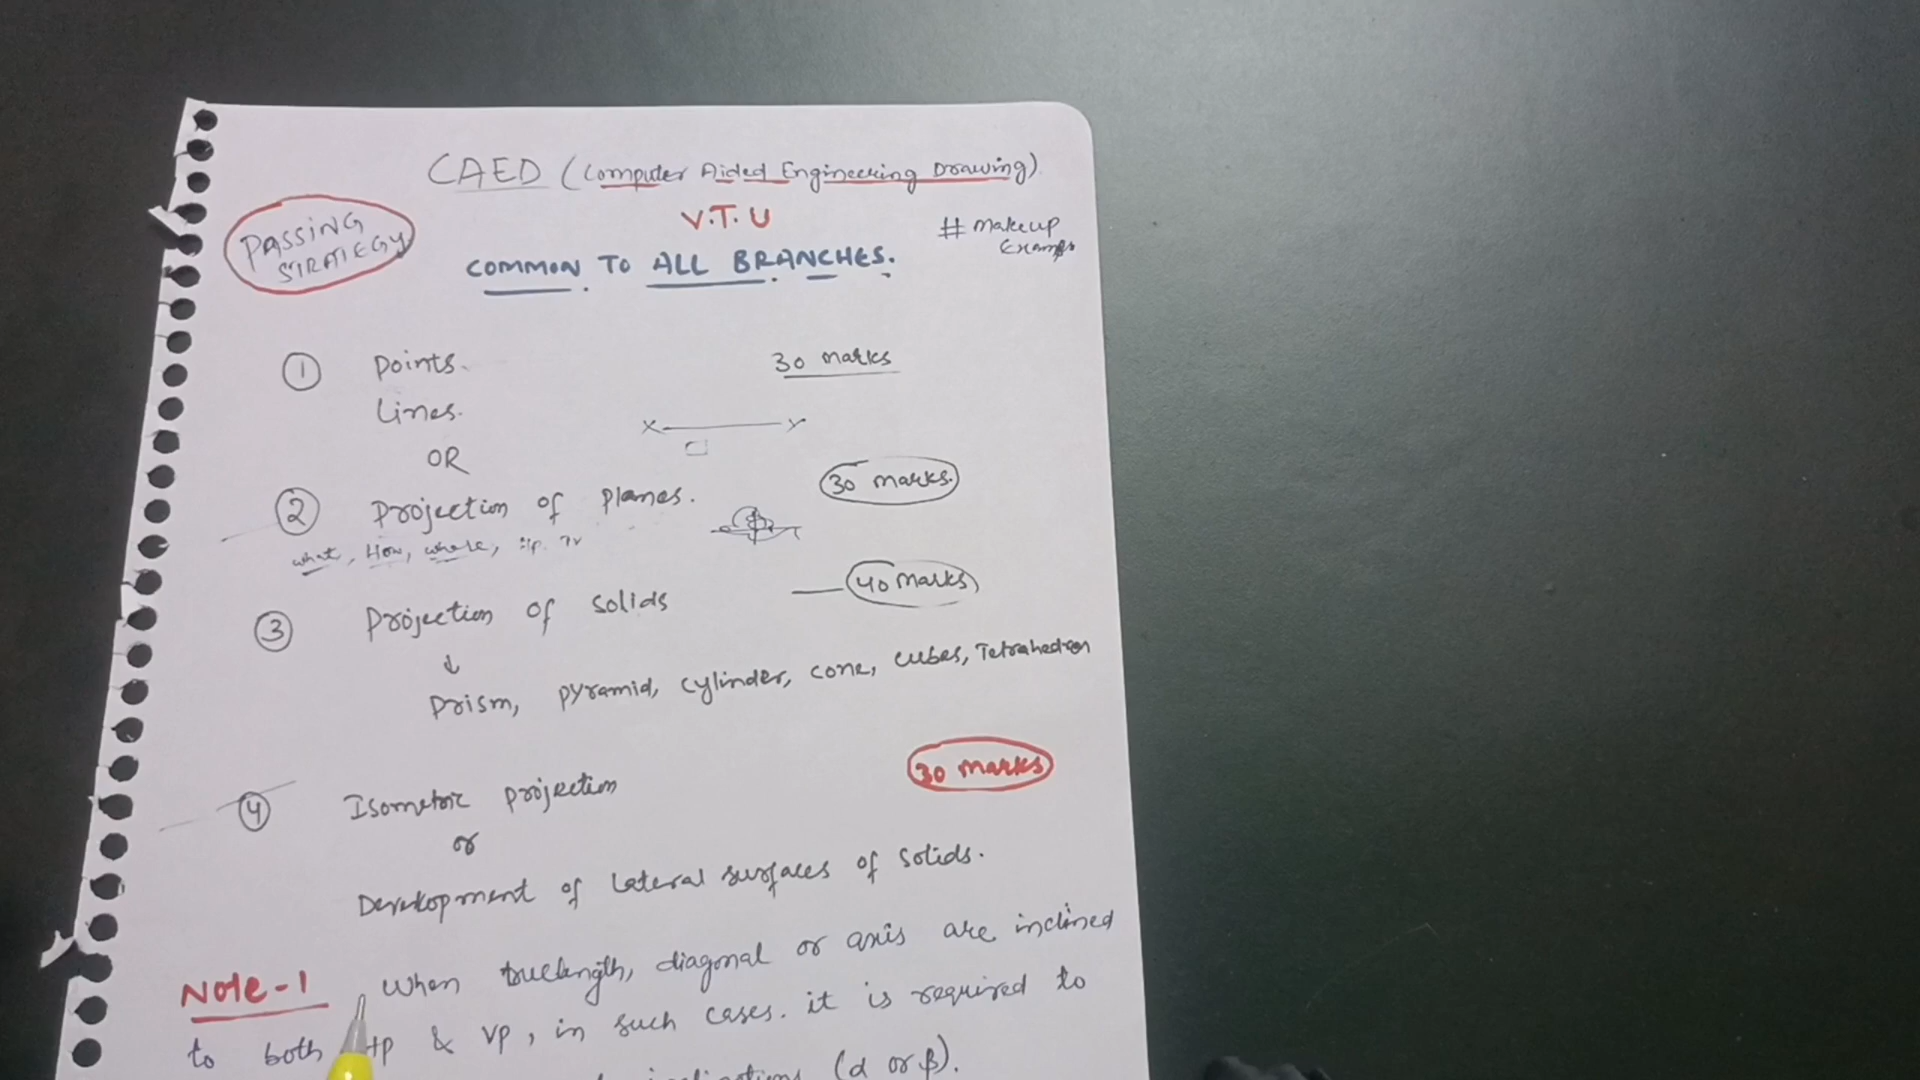 CAED (Computer Aided Engineering Drawing)
V.T.U
# Makeup
Exams
PASSING
STRATEGY
COMMON TO ALL BRANCHES.
① Points. 30 marks
Lines.
X Y
OR
② Projection of planes. 30 marks.
what, How, where,
③ Projection of solids — 40 marks
↓
Prism, pyramid, cylinder, cone, cubes, Tetrahedron
④ Isometric projection 30 marks
or
Development of lateral surfaces of solids.
Note-1 When truelength, diagonal or axis are inclined
to both Hp & Vp, in such cases. it is required to
inclinations (α or β).